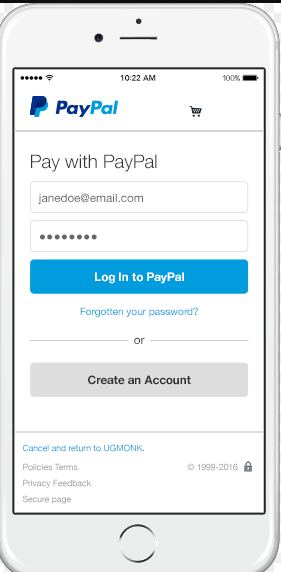 10:22 AM 100%
PayPal
Pay with PayPal
janedoe@email.com
Log In to PayPal
Forgotten your password?
or
Create an Account
Cancel and return to UGMONK.
Policies Terms © 1999-2016
Privacy Feedback
Secure page